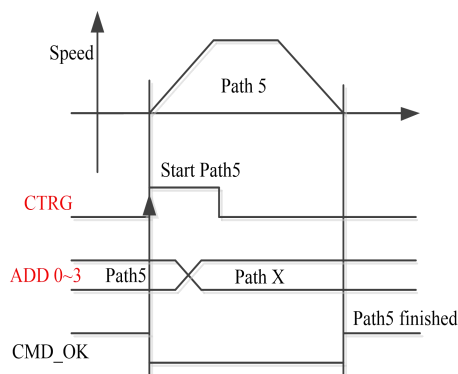 Speed
Path 5
Start Path5
CTRG
ADD 0~3
Path5
Path X
Path5 finished
CMD_OK